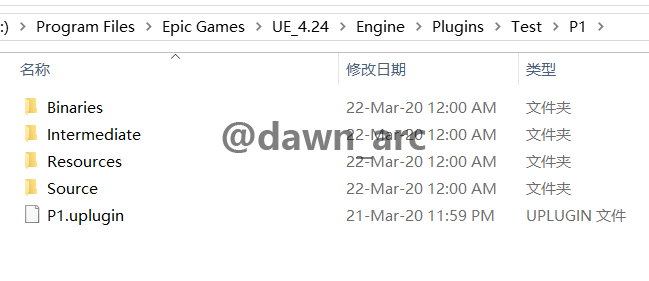 :) > Program Files > Epic Games > UE_4.24 > Engine > Plugins > Test > P1 >
名称 修改日期 类型
Binaries 22-Mar-20 12:00 AM 文件夹
Intermediate 22-Mar-20 12:00 AM 文件夹
@dawn_arc
Resources 22-Mar-20 12:00 AM 文件夹
Source 22-Mar-20 12:00 AM 文件夹
P1.uplugin 21-Mar-20 11:59 PM UPLUGIN 文件